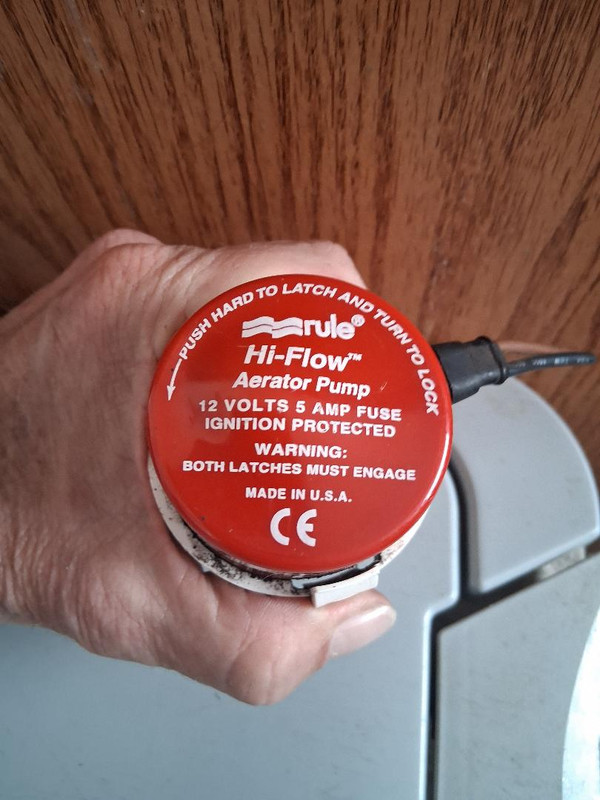 PUSH HARD TO LATCH AND TURN TO LOCK
rule®
Hi-Flow™
Aerator Pump
12 VOLTS 5 AMP FUSE
IGNITION PROTECTED
WARNING:
BOTH LATCHES MUST ENGAGE
MADE IN U.S.A.
CE